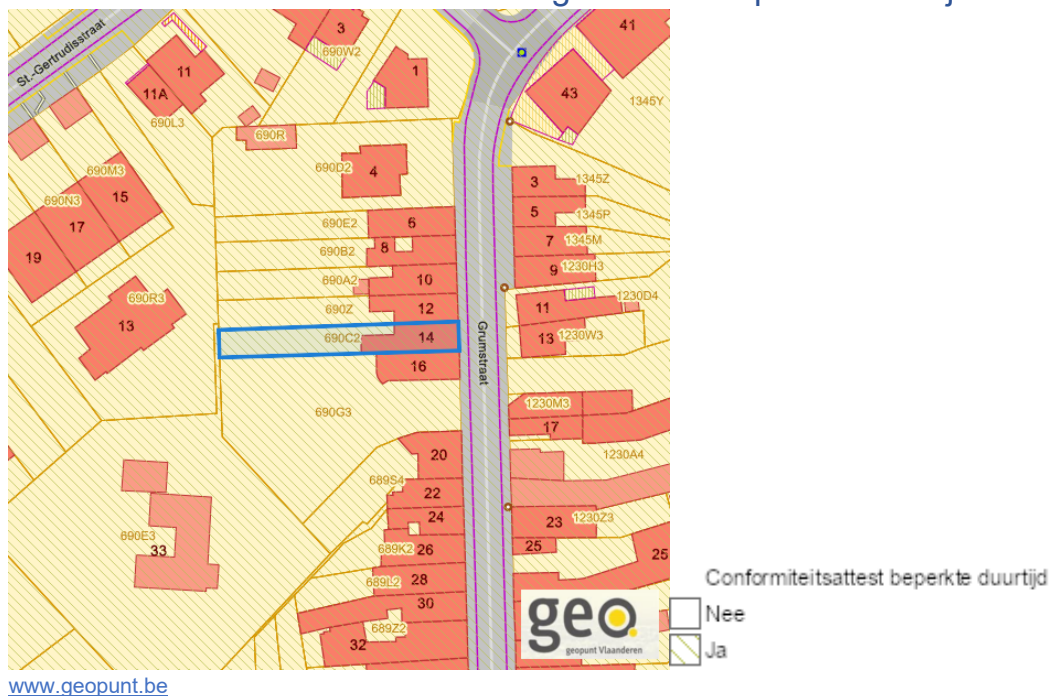 St.-Gertrudisstraat
3
690W2
41
11
11A
1
43
690L3
1345Y
690R
690M3
15
690D2
4
3
1345Z
690N3
17
5
1345P
690E2
6
19
690B2
8
7
1345M
9
1230H3
690A2
10
690R3
13
690Z
12
11
1230D4
690C2
14
Grumstraat
13
1230W3
16
690G3
1230M3
17
20
1230A4
689S4
22
24
23
1230Z3
690E3
33
689K2
26
25
25
689L2
28
30
689Z2
32
geo.
geopunt Vlaanderen
Conformiteitsattest beperkte duurtijd
Nee
Ja
www.geopunt.be